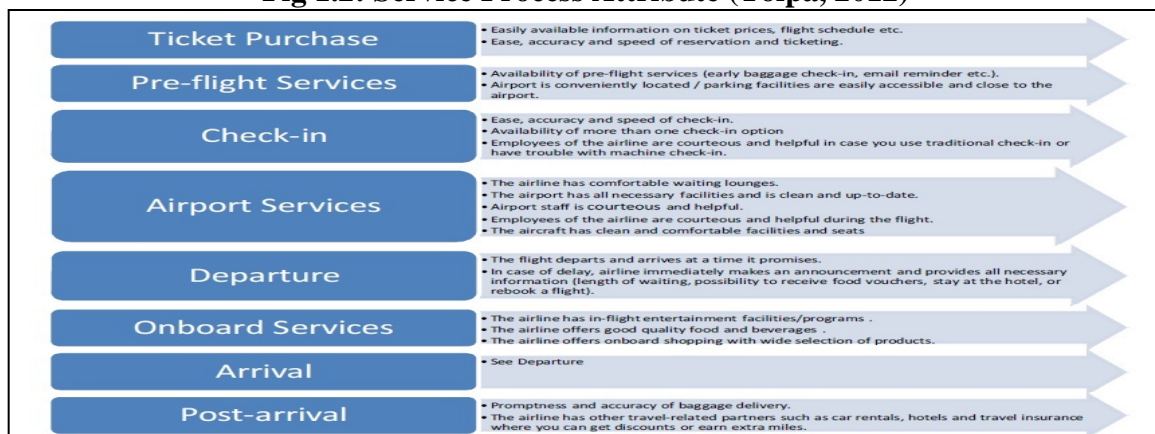 Ticket Purchase
• Easily available information on ticket prices, flight schedule etc.
• Ease, accuracy and speed of reservation and ticketing.
Pre-flight Services
• Availability of pre-flight services (early baggage check-in, email reminder etc.).
• Airport is conveniently located / parking facilities are easily accessible and close to the
airport.
Check-in
• Ease, accuracy and speed of check-in.
• Availability of more than one check-in option
• Employees of the airline are courteous and helpful in case you use traditional check-in or
have trouble with machine check-in.
Airport Services
• The airline has comfortable waiting lounges.
• The airport has all necessary facilities and is clean and up-to-date.
• Airport staff is courteous and helpful.
• Employees of the airline are courteous and helpful during the flight.
• The aircraft has clean and comfortable facilities and seats
Departure
• The flight departs and arrives at a time it promises.
• In case of delay, airline immediately makes an announcement and provides all necessary
information (length of waiting, possibility to receive food vouchers, stay at the hotel, or
rebook a flight).
Onboard Services
• The airline has in-flight entertainment facilities/programs .
• The airline offers good quality food and beverages .
• The airline offers onboard shopping with wide selection of products.
Arrival
• See Departure
Post-arrival
• Promptness and accuracy of baggage delivery.
• The airline has other travel-related partners such as car rentals, hotels and travel insurance
where you can get discounts or earn extra miles.